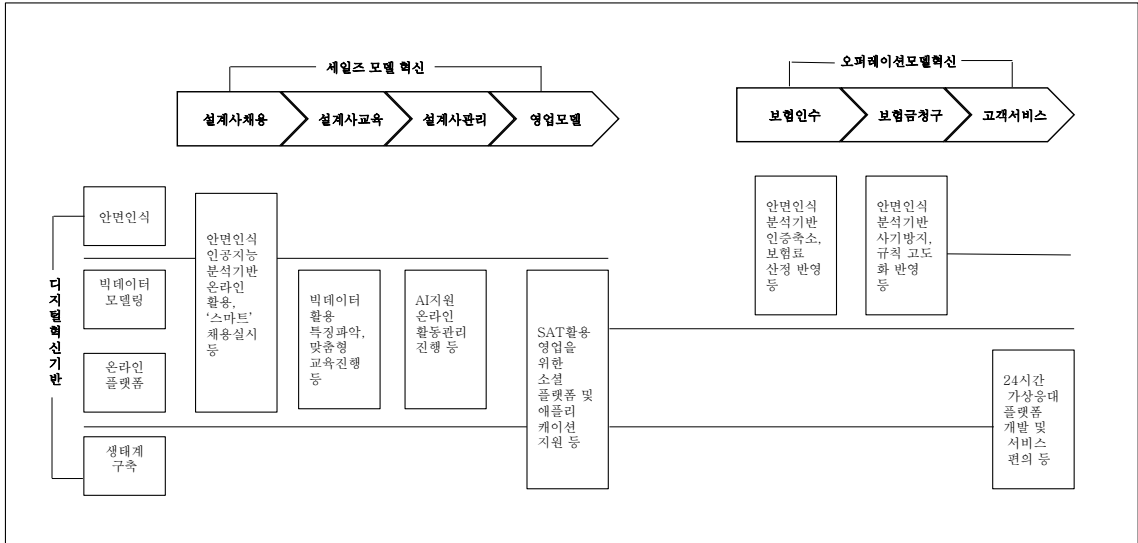 세일즈 모델 혁신
오퍼레이션모델혁신
설계사채용
설계사교육
설계사관리
영업모델
보험인수
보험금청구
고객서비스
디지털혁신기반
안면인식
빅데이터
모델링
온라인
플랫폼
생태계
구축
안면인식
인공지능
분석기반
온라인
활용,
‘스마트’
채용실시
등
빅데이터
활용
특징파악,
맞춤형
교육진행
등
AI지원
온라인
활동관리
진행 등
SAT활용
영업을
위한
소셜
플랫폼 및
애플리
캐이션
지원 등
안면인식
분석기반
인증축소,
보험료
산정 반영
등
안면인식
분석기반
사기방지,
규칙 고도
화 반영
등
24시간
가상응대
플랫폼
개발 및
서비스
편의 등